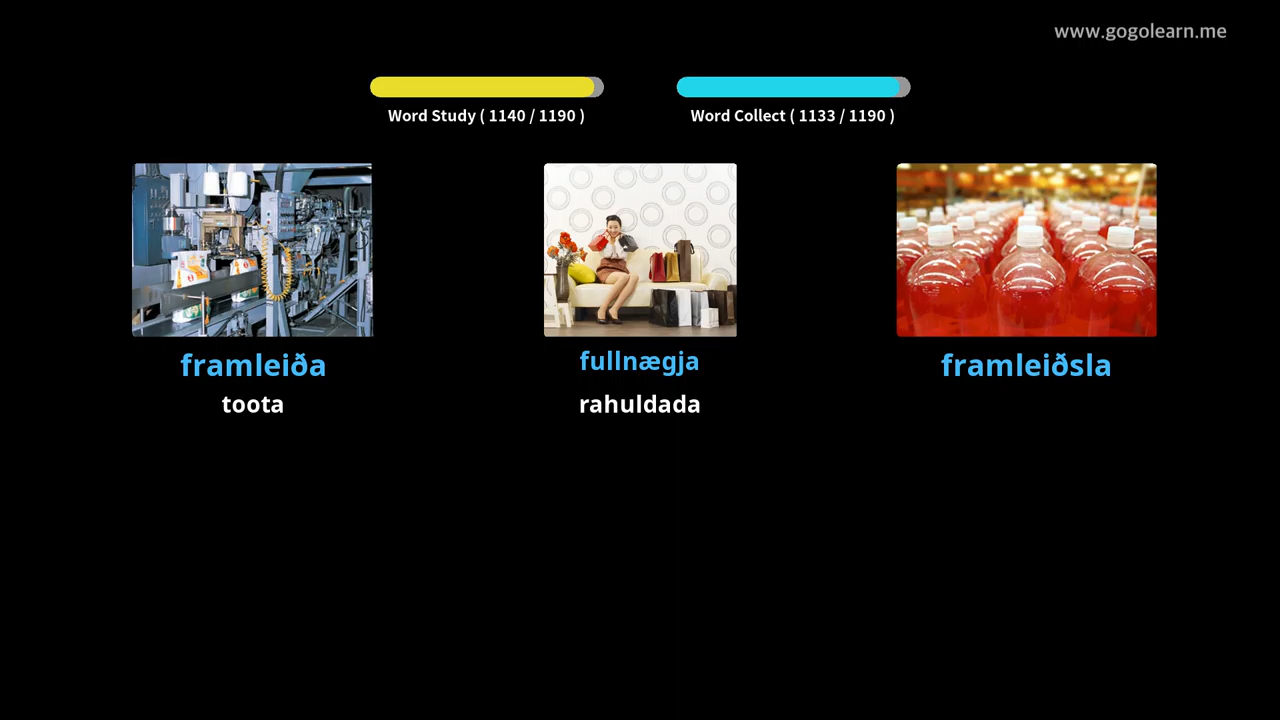 www.gogolearn.me
Word Study ( 1140 / 1190 )
Word Collect ( 1133 / 1190 )
framleiða
fullnægja
framleiðsla
toota
rahuldada